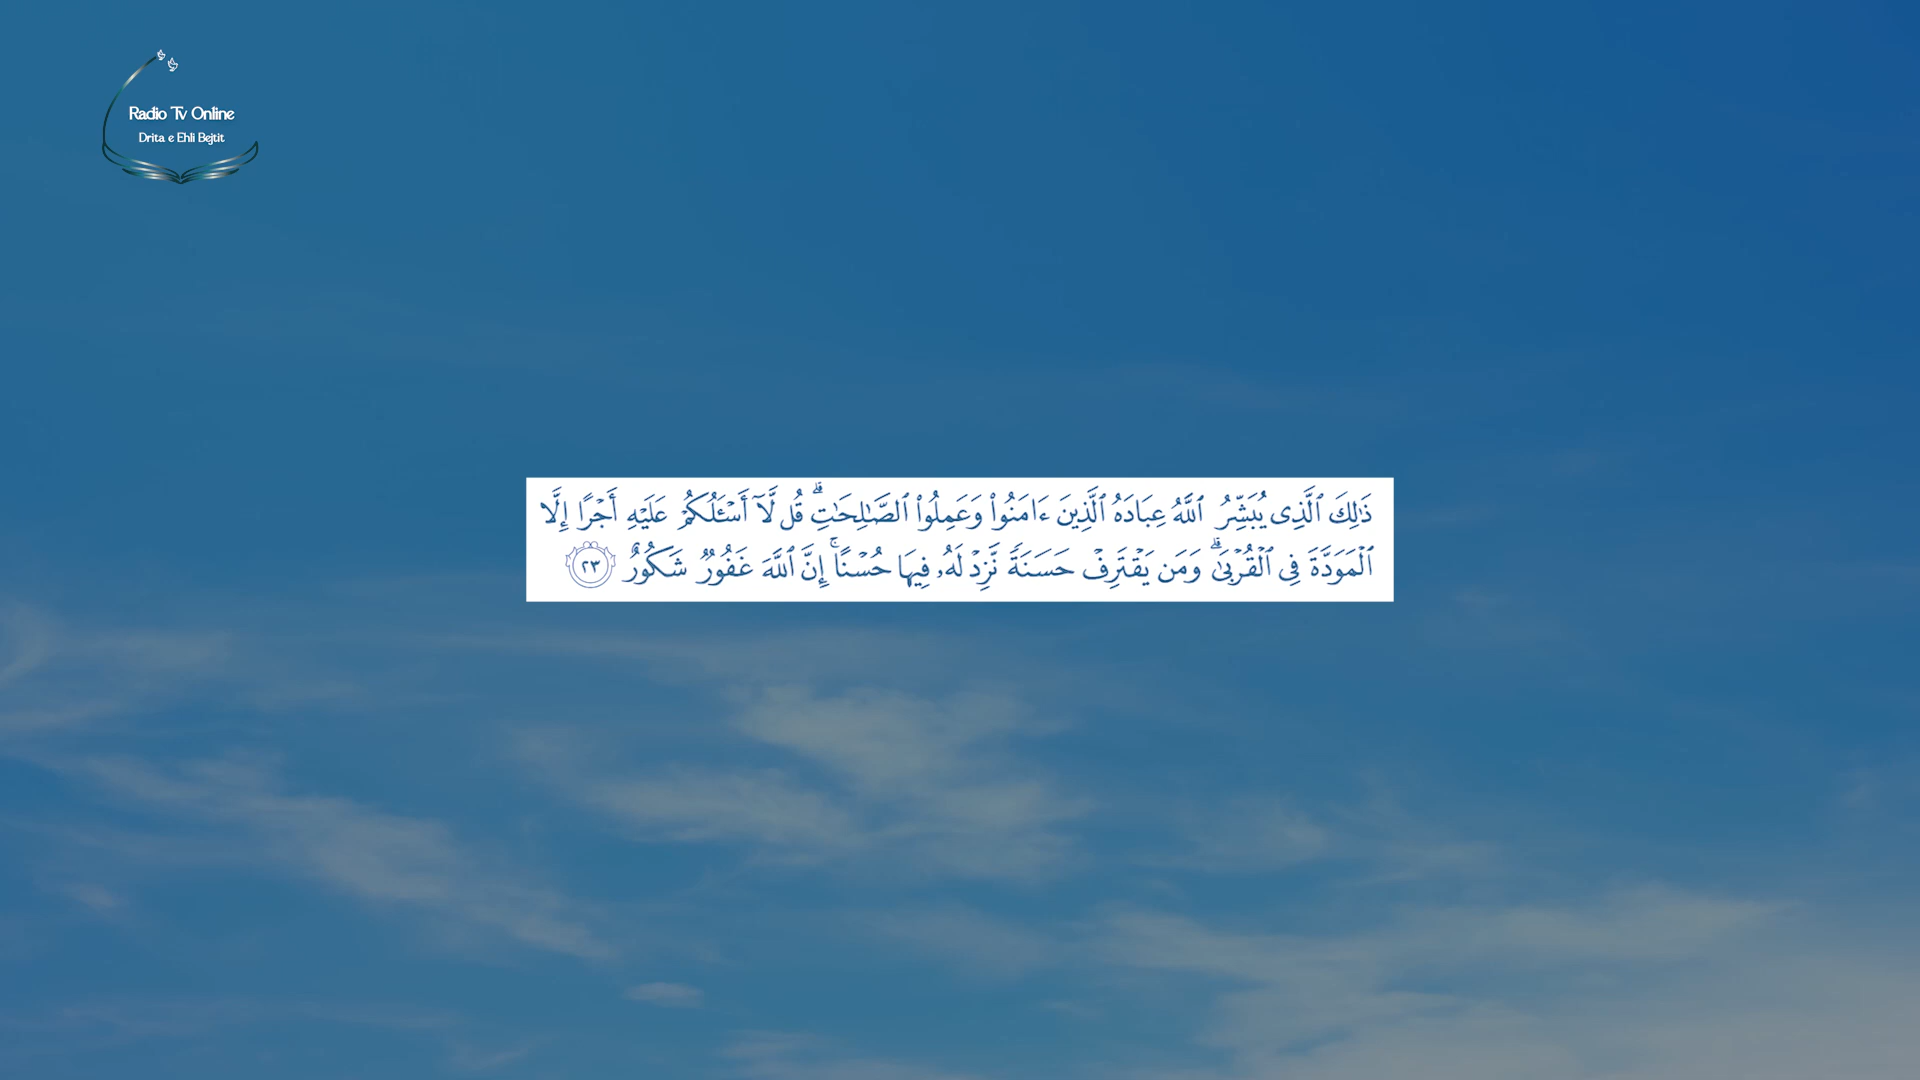 Radio Tv Online
Drita e Ehli Bejtit
ذَٰلِكَ ٱلَّذِى يُبَشِّرُ ٱللَّهُ عِبَادَهُ ٱلَّذِينَ ءَامَنُوا۟ وَعَمِلُوا۟ ٱلصَّٰلِحَٰتِ ۗ قُل لَّآ أَسْـَٔلُكُمْ عَلَيْهِ أَجْرًا إِلَّا
ٱلْمَوَدَّةَ فِى ٱلْقُرْبَىٰ ۗ وَمَن يَقْتَرِفْ حَسَنَةً نَّزِدْ لَهُۥ فِيهَا حُسْنًا ۚ إِنَّ ٱللَّهَ غَفُورٌ شَكُورٌ ٢٣